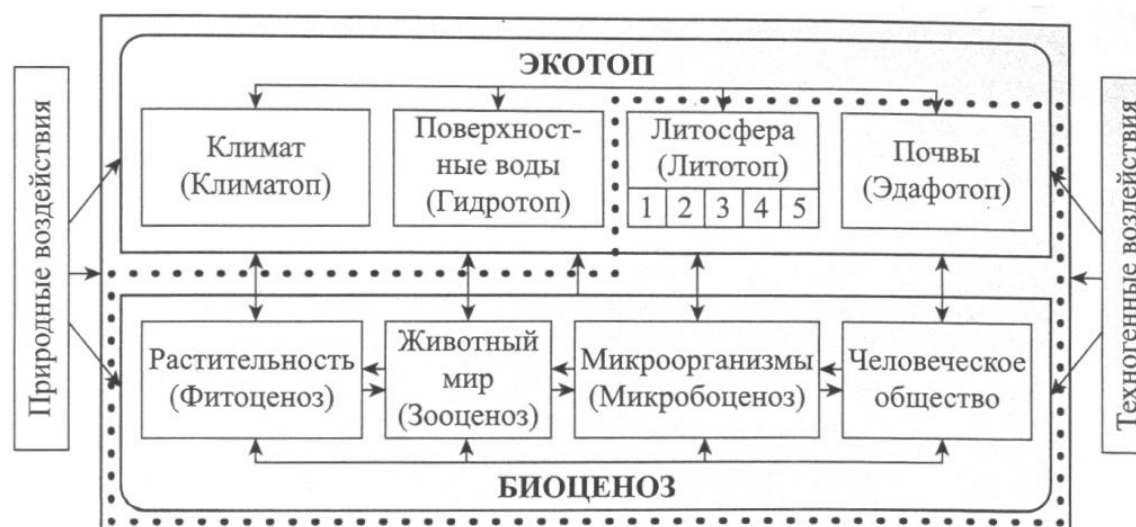 Природные воздействия
ЭКОТОП
Климат
(Климатоп)
Поверхност-
ные воды
(Гидротоп)
Литосфера
(Литотоп)
1 2 3 4 5
Почвы
(Эдафотоп)
Растительность
(Фитоценоз)
Животный
мир
(Зооценоз)
Микроорганизмы
(Микробоценоз)
Человеческое
общество
БИОЦЕНОЗ
Техногенные воздействия